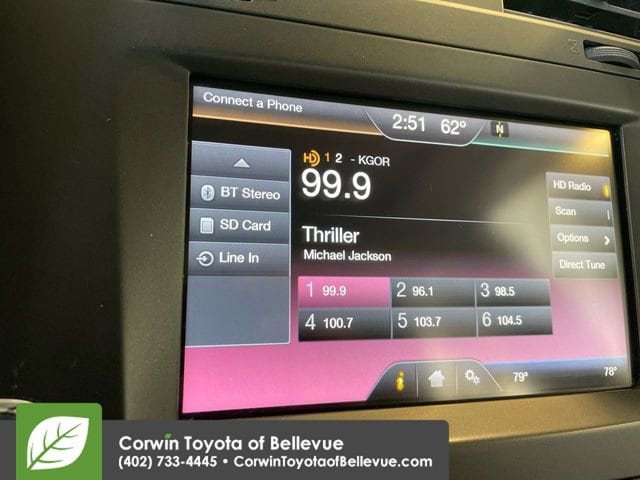 Connect a Phone
2:51 62°
N
HD 1 2 - KGOR
99.9
BT Stereo
SD Card
Line In
Thriller
Michael Jackson
HD Radio
Scan
Options
Direct Tune
1 99.9
2 96.1
3 98.5
4 100.7
5 103.7
6 104.5
i
79°
78°
Corwin Toyota of Bellevue
(402) 733-4445 • CorwinToyotaofBellevue.com